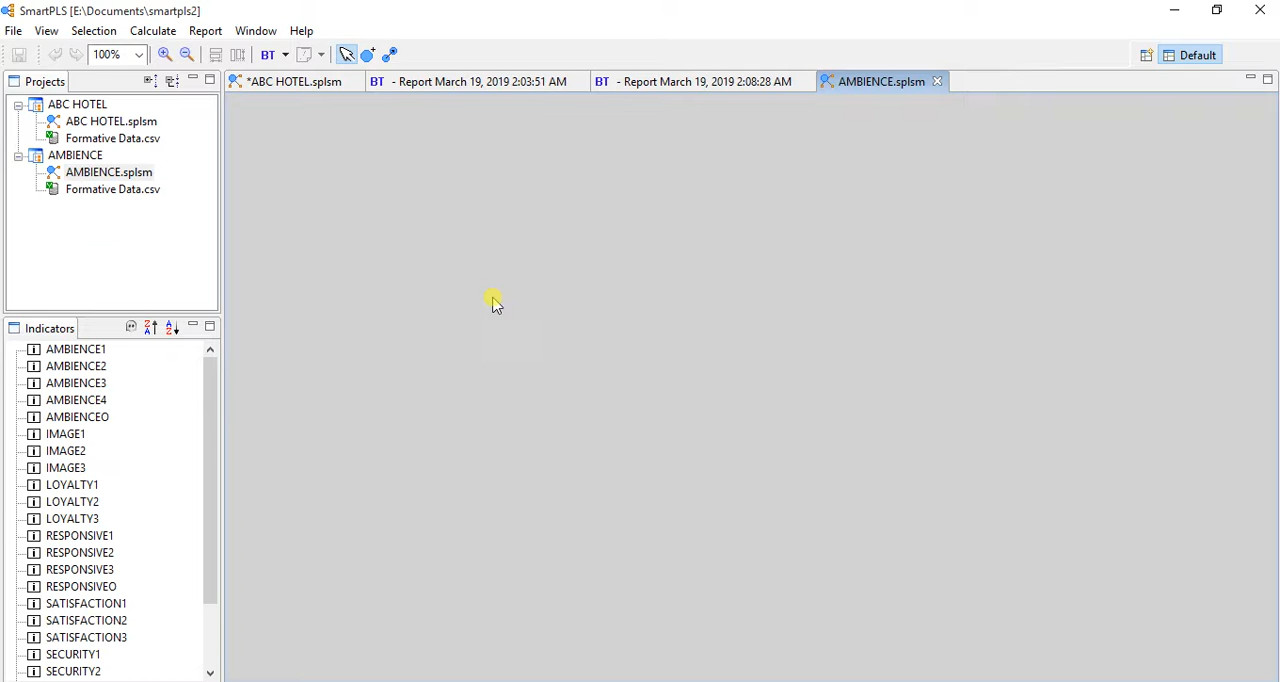 SmartPLS [E:\Documents\smartpls2]
File View Selection Calculate Report Window Help
100% BT Default
Projects
*ABC HOTEL.splsm BT - Report March 19, 2019 2:03:51 AM BT - Report March 19, 2019 2:08:28 AM AMBIENCE.splsm
ABC HOTEL
ABC HOTEL.splsm
Formative Data.csv
AMBIENCE
AMBIENCE.splsm
Formative Data.csv
Indicators
AMBIENCE1
AMBIENCE2
AMBIENCE3
AMBIENCE4
AMBIENCEO
IMAGE1
IMAGE2
IMAGE3
LOYALTY1
LOYALTY2
LOYALTY3
RESPONSIVE1
RESPONSIVE2
RESPONSIVE3
RESPONSIVEO
SATISFACTION1
SATISFACTION2
SATISFACTION3
SECURITY1
SECURITY2